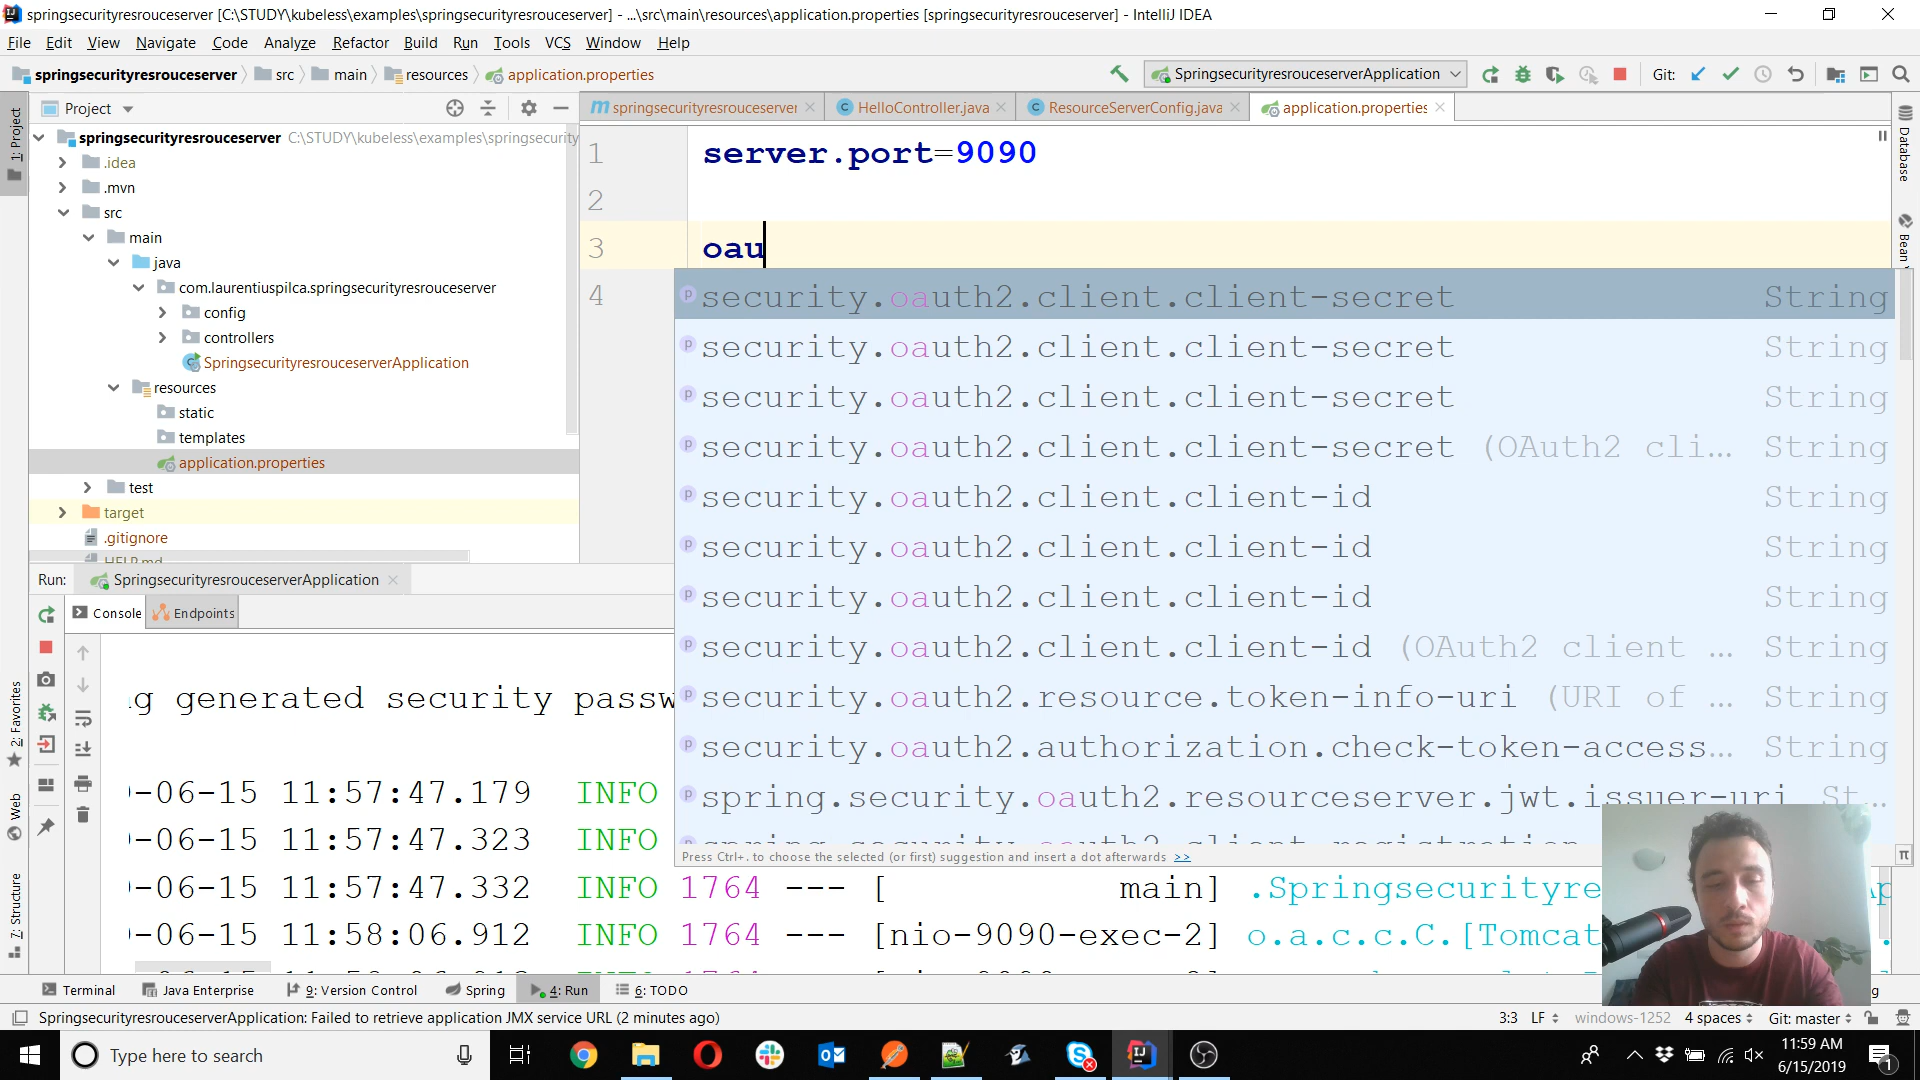 springsecurityresrouceserver [C:\STUDY\kubeless\examples\springsecurityresrouceserver] - ...\src\main\resources\application.properties [springsecurityresrouceserver] - IntelliJ IDEA
File Edit View Navigate Code Analyze Refactor Build Run Tools VCS Window Help
springsecurityresrouceserver src main resources application.properties
SpringsecurityresrouceserverApplication Git:
1: Project
Project
springsecurityresrouceserver HelloController.java ResourceServerConfig.java application.properties
springsecurityresrouceserver C:\STUDY\kubeless\examples\springsecurity
.idea
.mvn
src
main
java
com.laurentiuspilca.springsecurityresrouceserver
config
controllers
SpringsecurityresrouceserverApplication
resources
static
templates
application.properties
test
target
.gitignore
HELP.md
1 server.port=9090
2
3 oau
4
security.oauth2.client.client-secret String
security.oauth2.client.client-secret String
security.oauth2.client.client-secret String
security.oauth2.client.client-secret (OAuth2 cli... String
security.oauth2.client.client-id String
security.oauth2.client.client-id String
security.oauth2.client.client-id String
security.oauth2.client.client-id (OAuth2 client ... String
security.oauth2.resource.token-info-uri (URI of ... String
security.oauth2.authorization.check-token-access... String
spring.security.oauth2.resourceserver.jwt.issuer-uri St...
Press Ctrl+. to choose the selected (or first) suggestion and insert a dot afterwards >>
Database
Bean
Run: SpringsecurityresrouceserverApplication
Console Endpoints
g generated security passw
-06-15 11:57:47.179 INFO
-06-15 11:57:47.323 INFO
-06-15 11:57:47.332 INFO 1764 --- [ main] .Springsecurityre
-06-15 11:58:06.912 INFO 1764 --- [nio-9090-exec-2] o.a.c.c.C.[Tomcat
2: Favorites
Web
7: Structure
Terminal Java Enterprise 9: Version Control Spring 4: Run 6: TODO
SpringsecurityresrouceserverApplication: Failed to retrieve application JMX service URL (2 minutes ago)
3:3 LF windows-1252 4 spaces Git: master
Type here to search
11:59 AM
6/15/2019
1